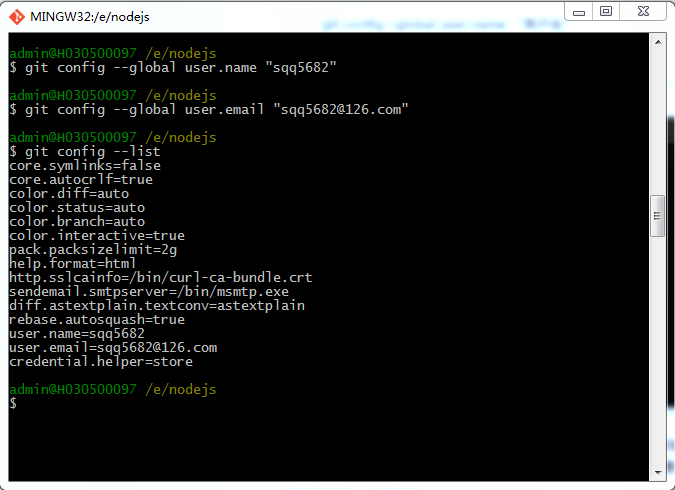 MINGW32:/e/nodejs
admin@H030500097 /e/nodejs
$ git config --global user.name "sqq5682"
admin@H030500097 /e/nodejs
$ git config --global user.email "sqq5682@126.com"
admin@H030500097 /e/nodejs
$ git config --list
core.symlinks=false
core.autocrlf=true
color.diff=auto
color.status=auto
color.branch=auto
color.interactive=true
pack.packsizelimit=2g
help.format=html
http.sslcainfo=/bin/curl-ca-bundle.crt
sendemail.smtpserver=/bin/msmtp.exe
diff.astextplain.textconv=astextplain
rebase.autosquash=true
user.name=sqq5682
user.email=sqq5682@126.com
credential.helper=store
admin@H030500097 /e/nodejs
$